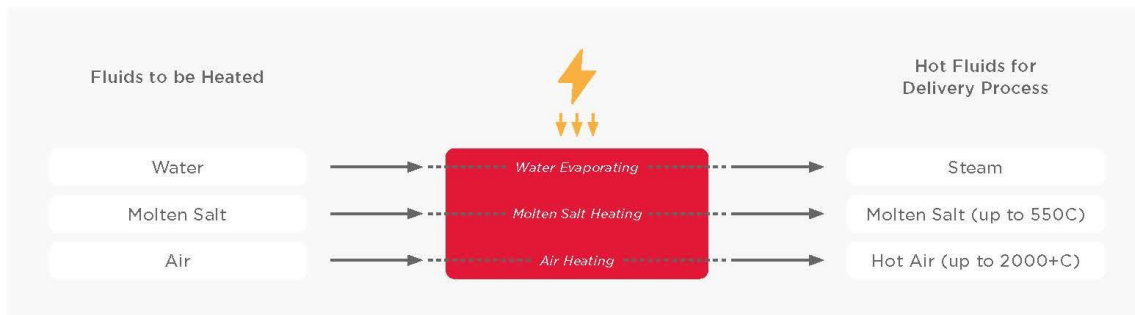 Fluids to be Heated
Hot Fluids for
Delivery Process
Water
Water Evaporating
Steam
Molten Salt
Molten Salt Heating
Molten Salt (up to 550C)
Air
Air Heating
Hot Air (up to 2000+C)